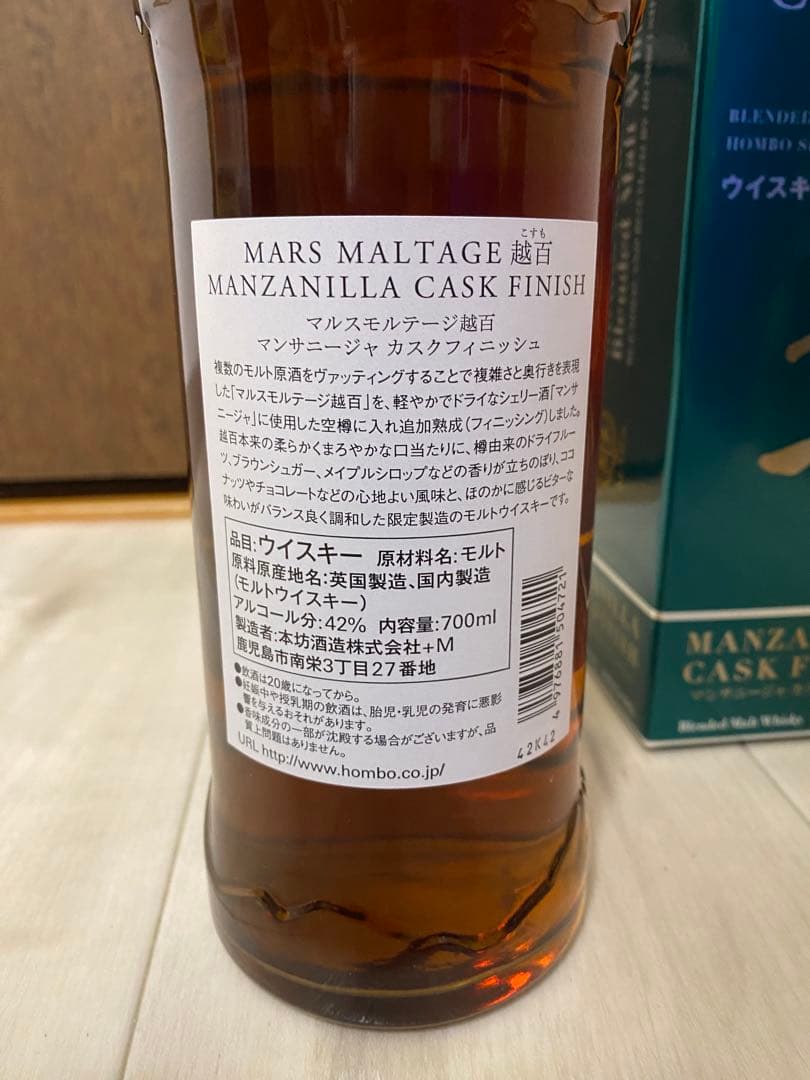 こすも
MARS MALTAGE 越百
MANZANILLA CASK FINISH
マルスモルテージ越百
マンサニージャ カスクフィニッシュ
複数のモルト原酒をヴァッティングすることで複雑さと奥行きを表現
した「マルスモルテージ越百」を、軽やかでドライなシェリー酒「マンサ
ニージャ」に使用した空樽に入れ追加熟成(フィニッシング)しました。
越百本来の柔らかくまろやかな口当たりに、樽由来のドライフルー
ツ、ブラウンシュガー、メイプルシロップなどの香りが立ちのぼり、ココ
ナッツやチョコレートなどの心地よい風味と、ほのかに感じるビターな
味わいがバランス良く調和した限定製造のモルトウイスキーです。
品目:ウイスキー 原材料名:モルト
原料原産地名:英国製造、国内製造
(モルトウイスキー)
アルコール分:42% 内容量:700ml
製造者:本坊酒造株式会社+M
鹿児島市南栄3丁目27番地
●飲酒は20歳になってから。
●妊娠中や授乳期の飲酒は、胎児・乳児の発育に悪影
響を与えるおそれがあります。
●香味成分の一部が沈殿する場合がございますが、品
質上問題はありません。
URL http://www.hombo.co.jp/
4 976881 504721
42K42
BLENDED
HOMBO S
ウイスキ
Blended Malt W
MANZA
CASK F
マンサニージャ カ
Blended Malt Whisky
ILLA
FINISH